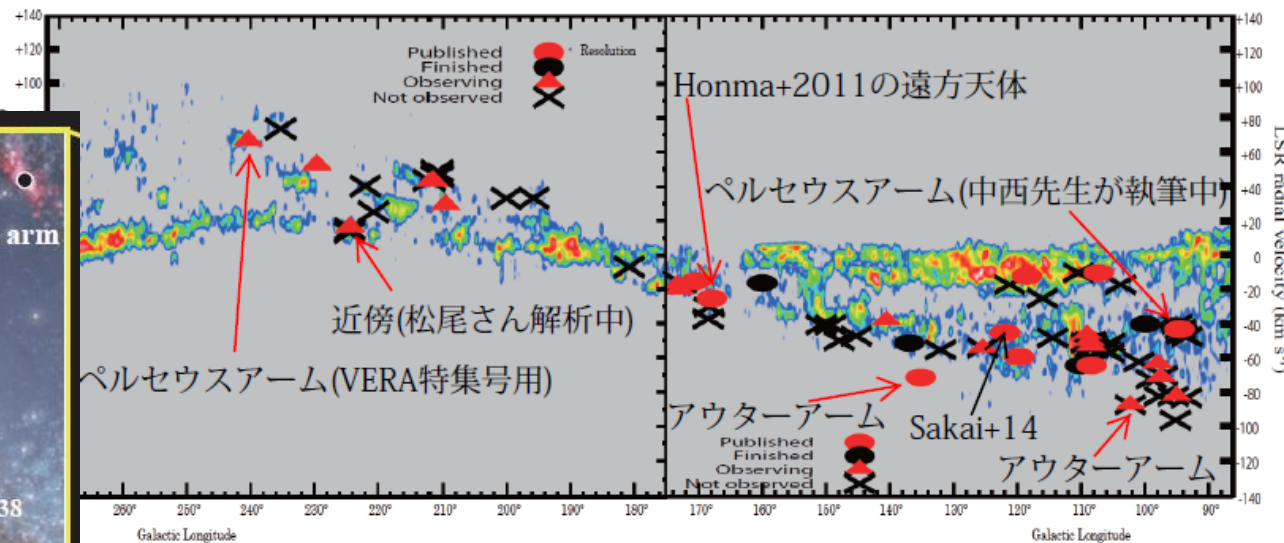 +140
+120
+100
Published
Finished
Observing
Not observed
Resolution
arm
38
近傍(松尾さん解析中)
ペルセウスアーム(VERA特集号用)
260°
250°
240°
230°
220°
210°
200°
190°
180°
Galactic Longitude
Honma+2011の遠方天体
ペルセウスアーム(中西先生が執筆中)
アウターアーム
Sakai+14
アウターアーム
Published
Finished
Observing
Not observed
170°
160°
150°
140°
130°
120°
110°
100°
90°
Galactic Longitude
+140
+120
+100
+80
+60
+40
+20
0
-20
-40
-60
-80
-100
-120
-140
LSR radial velocity (km s⁻¹)